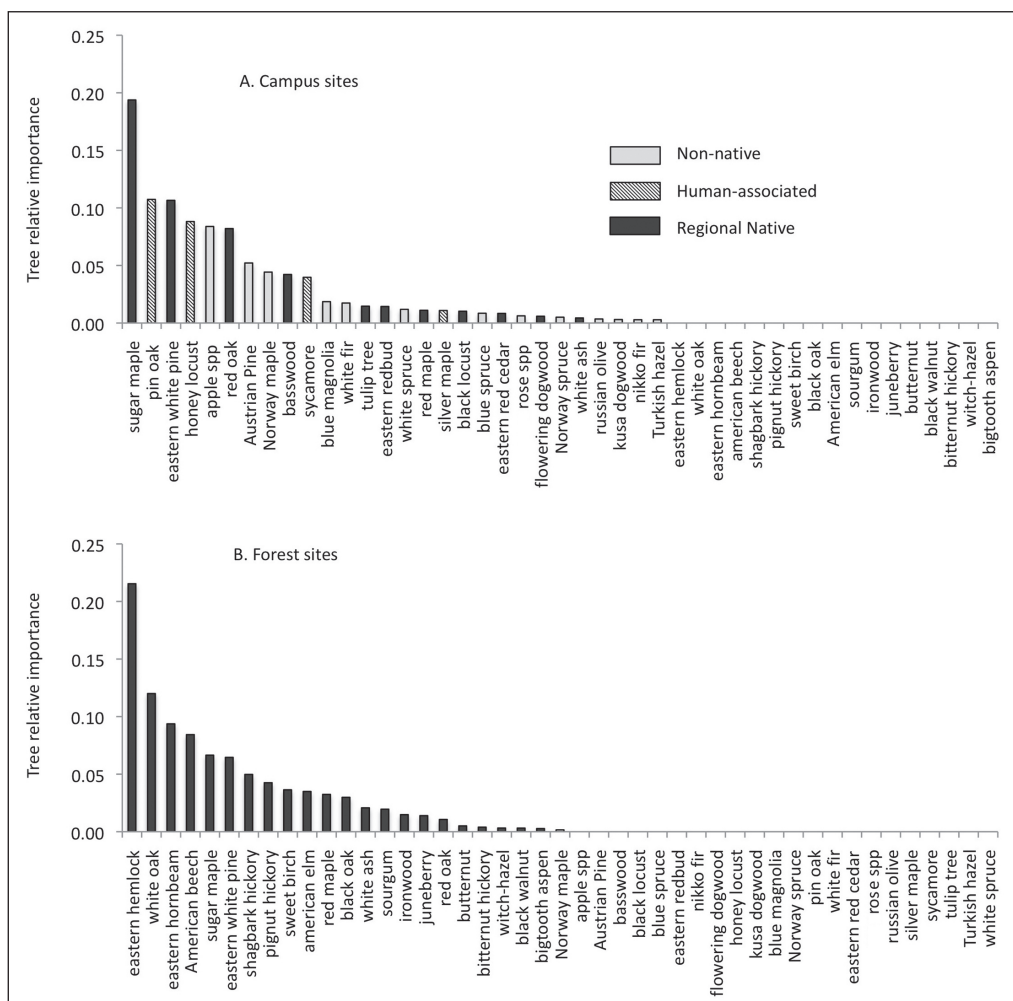 0.25
A. Campus sites
0.20
Tree relative importance
Non-native
0.15
Human-associated
0.10
Regional Native
0.05
0.00
sugar maple
pin oak
eastern white pine
honey locust
apple spp
red oak
Austrian Pine
Norway maple
basswood
sycamore
blue magnolia
white fir
tulip tree
eastern redbud
white spruce
red maple
silver maple
black locust
blue spruce
eastern red cedar
rose spp
flowering dogwood
Norway spruce
white ash
russian olive
kusa dogwood
nikko fir
Turkish hazel
eastern hemlock
white oak
eastern hornbeam
american beech
shagbark hickory
pignut hickory
sweet birch
black oak
American elm
sourgum
ironwood
juneberry
butternut
black walnut
bitternut hickory
witch-hazel
bigtooth aspen
0.25
B. Forest sites
0.20
Tree relative importance
0.15
0.10
0.05
0.00
eastern hemlock
white oak
eastern hornbeam
American beech
sugar maple
eastern white pine
shagbark hickory
pignut hickory
sweet birch
american elm
red maple
black oak
white ash
sourgum
ironwood
juneberry
red oak
butternut
bitternut hickory
witch-hazel
black walnut
bigtooth aspen
Norway maple
apple spp
Austrian Pine
basswood
black locust
blue spruce
eastern redbud
nikko fir
flowering dogwood
honey locust
kusa dogwood
blue magnolia
Norway spruce
pin oak
white fir
eastern red cedar
rose spp
russian olive
silver maple
sycamore
tulip tree
Turkish hazel
white spruce